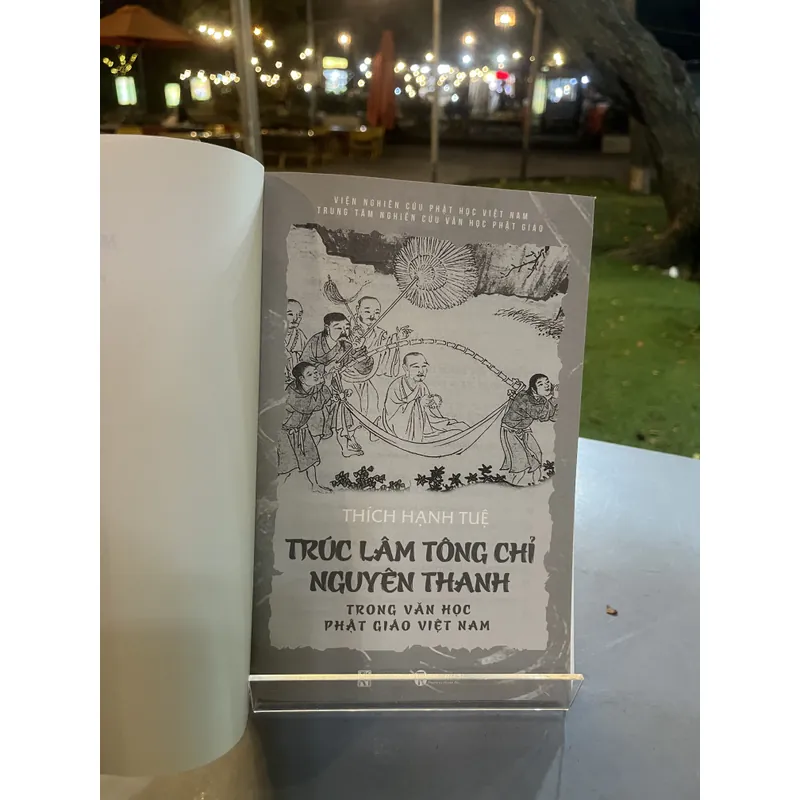 VIỆN NGHIÊN CỨU PHẬT HỌC VIỆT NAM
TRUNG TÂM NGHIÊN CỨU VĂN HỌC PHẬT GIÁO
THÍCH HẠNH TUỆ
TRÚC LÂM TÔNG CHỈ
NGUYÊN THANH
TRONG VĂN HỌC
PHẬT GIÁO VIỆT NAM